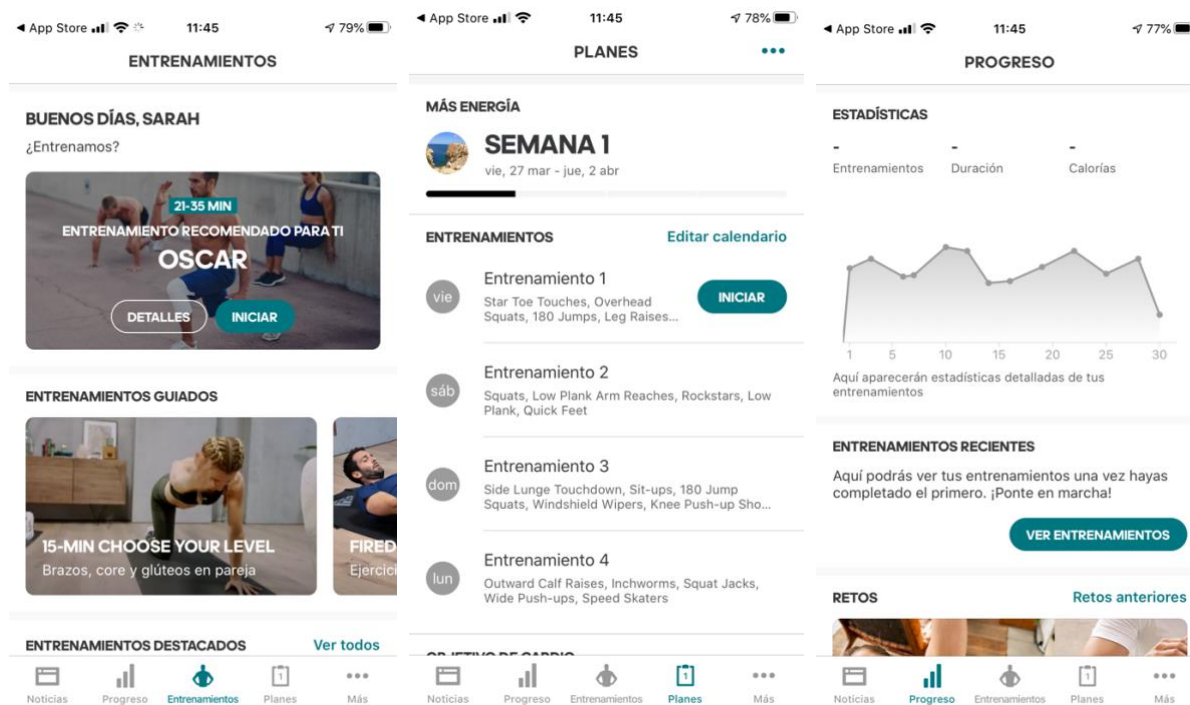 ◀ App Store
11:45
79%
ENTRENAMIENTOS
BUENOS DÍAS, SARAH
¿Entrenamos?
21-35 MIN
ENTRENAMIENTO RECOMENDADO PARA TI
OSCAR
DETALLES
INICIAR
ENTRENAMIENTOS GUIADOS
15-MIN CHOOSE YOUR LEVEL
Brazos, core y glúteos en pareja
FIRED
Ejercici
ENTRENAMIENTOS DESTACADOS
Ver todos
Noticias
Progreso
Entrenamientos
1
Planes
Más
◀ App Store
11:45
78%
PLANES
MÁS ENERGÍA
SEMANA 1
vie, 27 mar - jue, 2 abr
ENTRENAMIENTOS
Editar calendario
vie
Entrenamiento 1
Star Toe Touches, Overhead
Squats, 180 Jumps, Leg Raises...
INICIAR
sáb
Entrenamiento 2
Squats, Low Plank Arm Reaches, Rockstars, Low
Plank, Quick Feet
dom
Entrenamiento 3
Side Lunge Touchdown, Sit-ups, 180 Jump
Squats, Windshield Wipers, Knee Push-up Sho...
lun
Entrenamiento 4
Outward Calf Raises, Inchworms, Squat Jacks,
Wide Push-ups, Speed Skaters
OBJETIVO DE CARDIO
Noticias
Progreso
Entrenamientos
1
Planes
Más
◀ App Store
11:45
77%
PROGRESO
ESTADÍSTICAS
- - -
Entrenamientos
Duración
Calorías
1 5 10 15 20 25 30
Aquí aparecerán estadísticas detalladas de tus
entrenamientos
ENTRENAMIENTOS RECIENTES
Aquí podrás ver tus entrenamientos una vez hayas
completado el primero. ¡Ponte en marcha!
VER ENTRENAMIENTOS
RETOS
Retos anteriores
Noticias
Progreso
Entrenamientos
1
Planes
Más